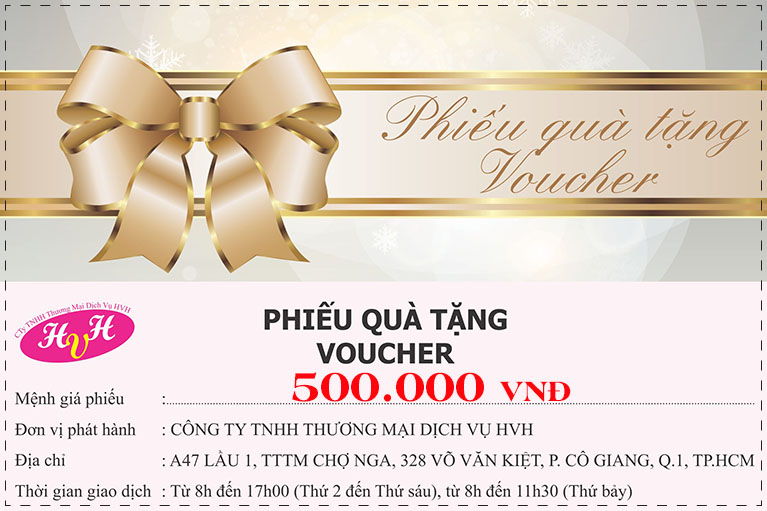 Phiếu quà tặng
Voucher
CTy TNHH Thương Mại Dịch Vụ HVH
HVH
PHIẾU QUÀ TẶNG
VOUCHER
Mệnh giá phiếu : 500.000 VNĐ
Đơn vị phát hành : CÔNG TY TNHH THƯƠNG MẠI DỊCH VỤ HVH
Địa chỉ : A47 LẦU 1, TTTM CHỢ NGA, 328 VÕ VĂN KIỆT, P. CÔ GIANG, Q.1, TP.HCM
Thời gian giao dịch : Từ 8h đến 17h00 (Thứ 2 đến Thứ sáu), từ 8h đến 11h30 (Thứ bảy)